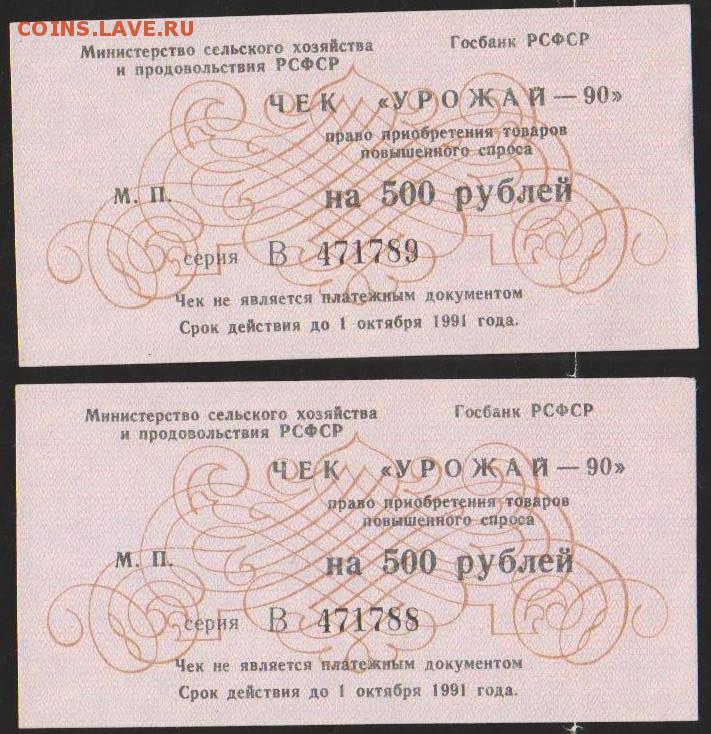 COINS.LAVE.RU
Министерство сельского хозяйства
и продовольствия РСФСР
Госбанк РСФСР
ЧЕК «УРОЖАЙ — 90»
право приобретения товаров
повышенного спроса
М. П.
на 500 рублей
серия В 471789
Чек не является платежным документом
Срок действия до 1 октября 1991 года.
Министерство сельского хозяйства
и продовольствия РСФСР
Госбанк РСФСР
ЧЕК «УРОЖАЙ — 90»
право приобретения товаров
повышенного спроса
М. П.
на 500 рублей
серия В 471788
Чек не является платежным документом
Срок действия до 1 октября 1991 года.